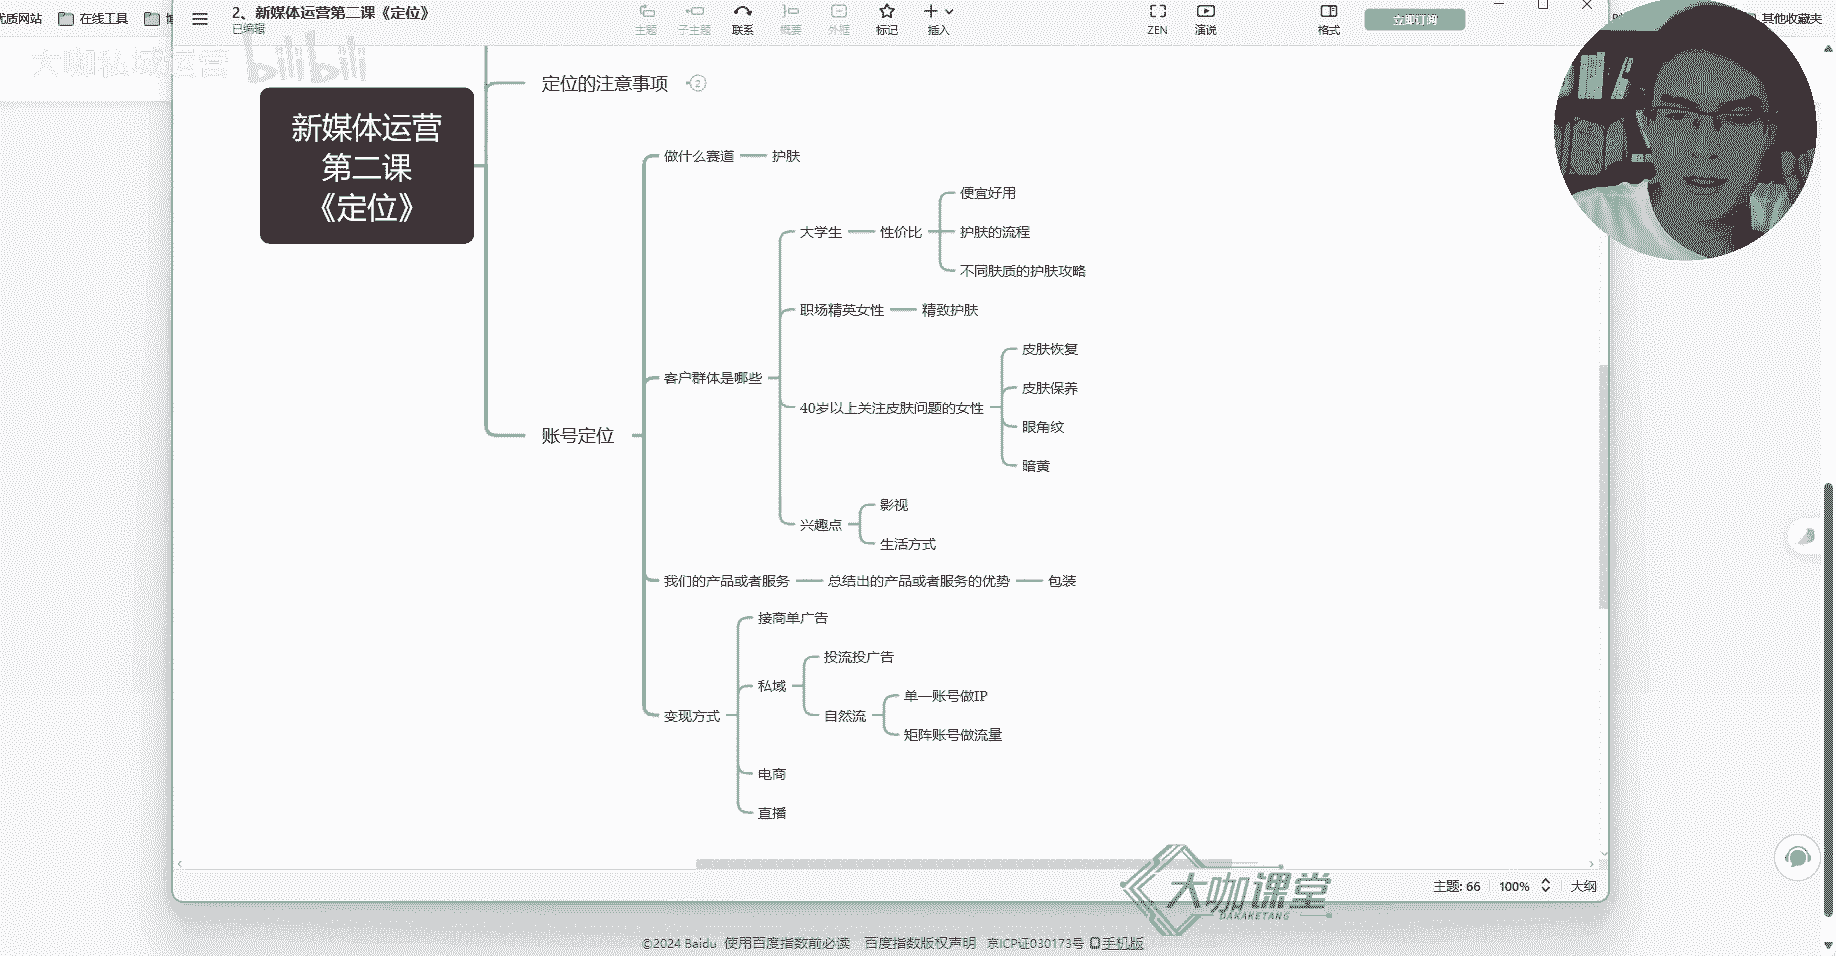 优质网站
在线工具
2、新媒体运营第二课《定位》
已编辑
主题
子主题
联系
概要
外框
标记
插入
ZEN
演说
格式
立即订阅
其他收藏夹
大咖私域运营
bilibili
新媒体运营
第二课
《定位》
定位的注意事项
2
账号定位
做什么赛道
护肤
客户群体是哪些
大学生
性价比
便宜好用
护肤的流程
不同肤质的护肤攻略
职场精英女性
精致护肤
40岁以上关注皮肤问题的女性
皮肤恢复
皮肤保养
眼角纹
暗黄
兴趣点
影视
生活方式
我们的产品或者服务
总结出的产品或者服务的优势
包装
变现方式
接商单广告
私域
投流投广告
自然流
单一账号做IP
矩阵账号做流量
电商
直播
大咖课堂
DAKAKETANG
主题: 66
100%
大纲
©2024 Baidu 使用百度指数前必读 百度指数版权声明 京ICP证030173号 手机版